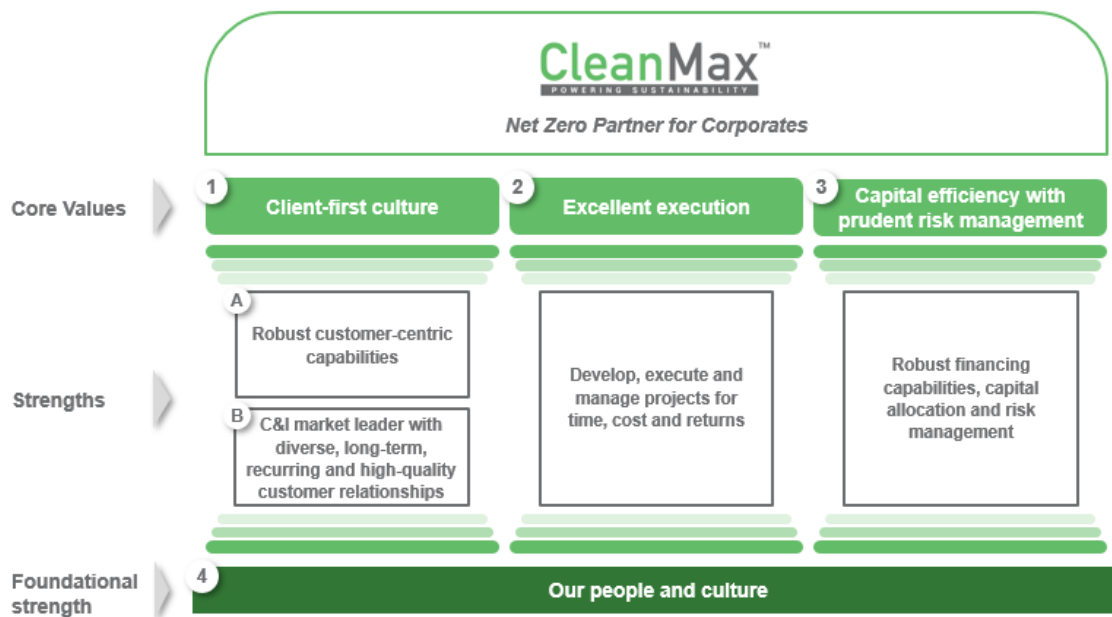 CleanMax™
POWERING SUSTAINABILITY
Net Zero Partner for Corporates
Core Values
1
Client-first culture
2
Excellent execution
3
Capital efficiency with
prudent risk management
Strengths
A
Robust customer-centric
capabilities
B
C&I market leader with
diverse, long-term,
recurring and high-quality
customer relationships
Develop, execute and
manage projects for
time, cost and returns
Robust financing
capabilities, capital
allocation and risk
management
Foundational
strength
4
Our people and culture